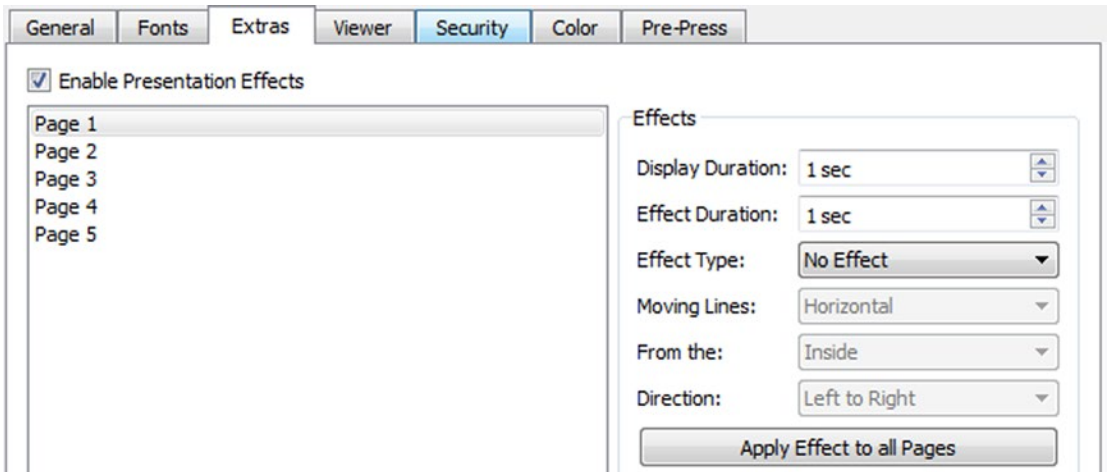 General Fonts Extras Viewer Security Color Pre-Press
Enable Presentation Effects
Page 1
Page 2
Page 3
Page 4
Page 5
Effects
Display Duration: 1 sec
Effect Duration: 1 sec
Effect Type: No Effect
Moving Lines: Horizontal
From the: Inside
Direction: Left to Right
Apply Effect to all Pages